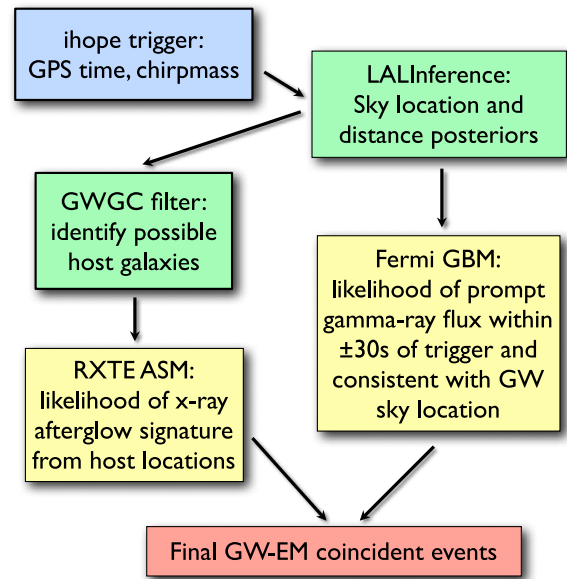 ihope trigger:
GPS time, chirpmass
LALInference:
Sky location and
distance posteriors
GWGC filter:
identify possible
host galaxies
Fermi GBM:
likelihood of prompt
gamma-ray flux within
±30s of trigger and
consistent with GW
sky location
RXTE ASM:
likelihood of x-ray
afterglow signature
from host locations
Final GW-EM coincident events